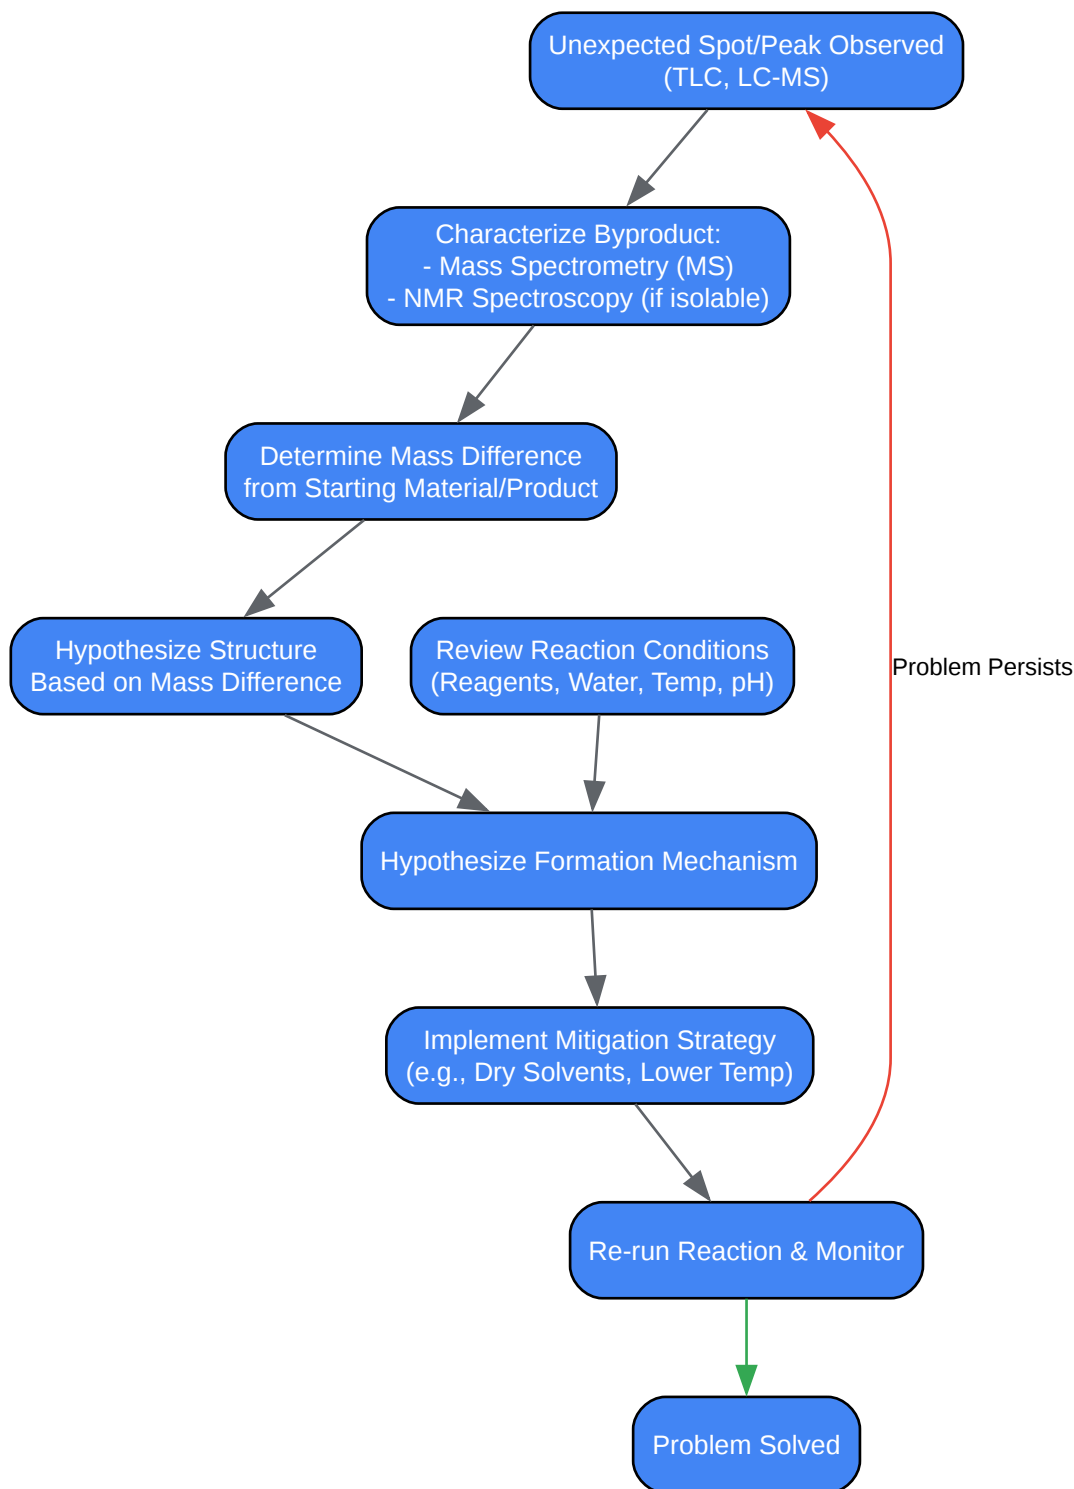 Unexpected Spot/Peak Observed
(TLC, LC-MS)
Characterize Byproduct:
- Mass Spectrometry (MS)
- NMR Spectroscopy (if isolable)
Determine Mass Difference
from Starting Material/Product
Hypothesize Structure
Based on Mass Difference
Review Reaction Conditions
(Reagents, Water, Temp, pH)
Problem Persists
Hypothesize Formation Mechanism
Implement Mitigation Strategy
(e.g., Dry Solvents, Lower Temp)
Re-run Reaction & Monitor
Problem Solved